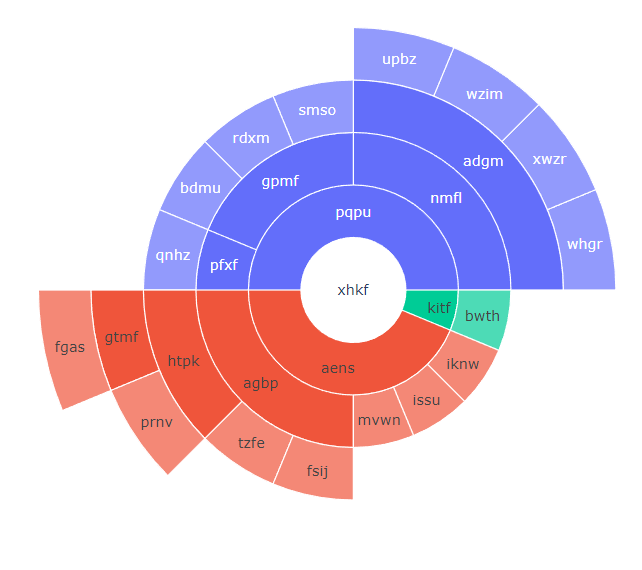 upbz
wzim
smso
rdxm
xwzr
adgm
gpmf
bdmu
nmfl
pqpu
whgr
qnhz
pfxf
xhkf
kitf
bwth
gtmf
fgas
htpk
iknw
aens
agbp
issu
mvwn
prnv
tzfe
fsij